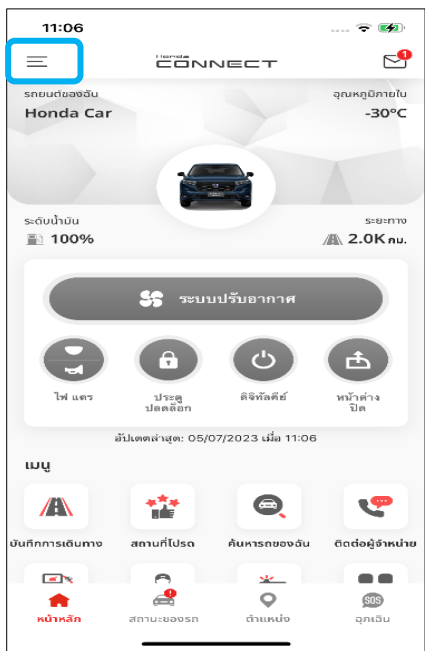 11:06
Honda
CONNECT
1
รถยนต์ของฉัน
อุณหภูมิภายใน
Honda Car
-30°C
ระดับน้ำมัน
ระยะทาง
100%
2.0K กม.
ระบบปรับอากาศ
ไฟ แตร
ประตู
ปลดล็อก
ดิจิทัลคีย์
หน้าต่าง
ปิด
อัปเดตล่าสุด: 05/07/2023 เมื่อ 11:06
เมนู
บันทึกการเดินทาง
สถานที่โปรด
ค้นหารถของฉัน
ติดต่อผู้จำหน่าย
SOS
หน้าหลัก
สถานะของรถ
ตำแหน่ง
ฉุกเฉิน